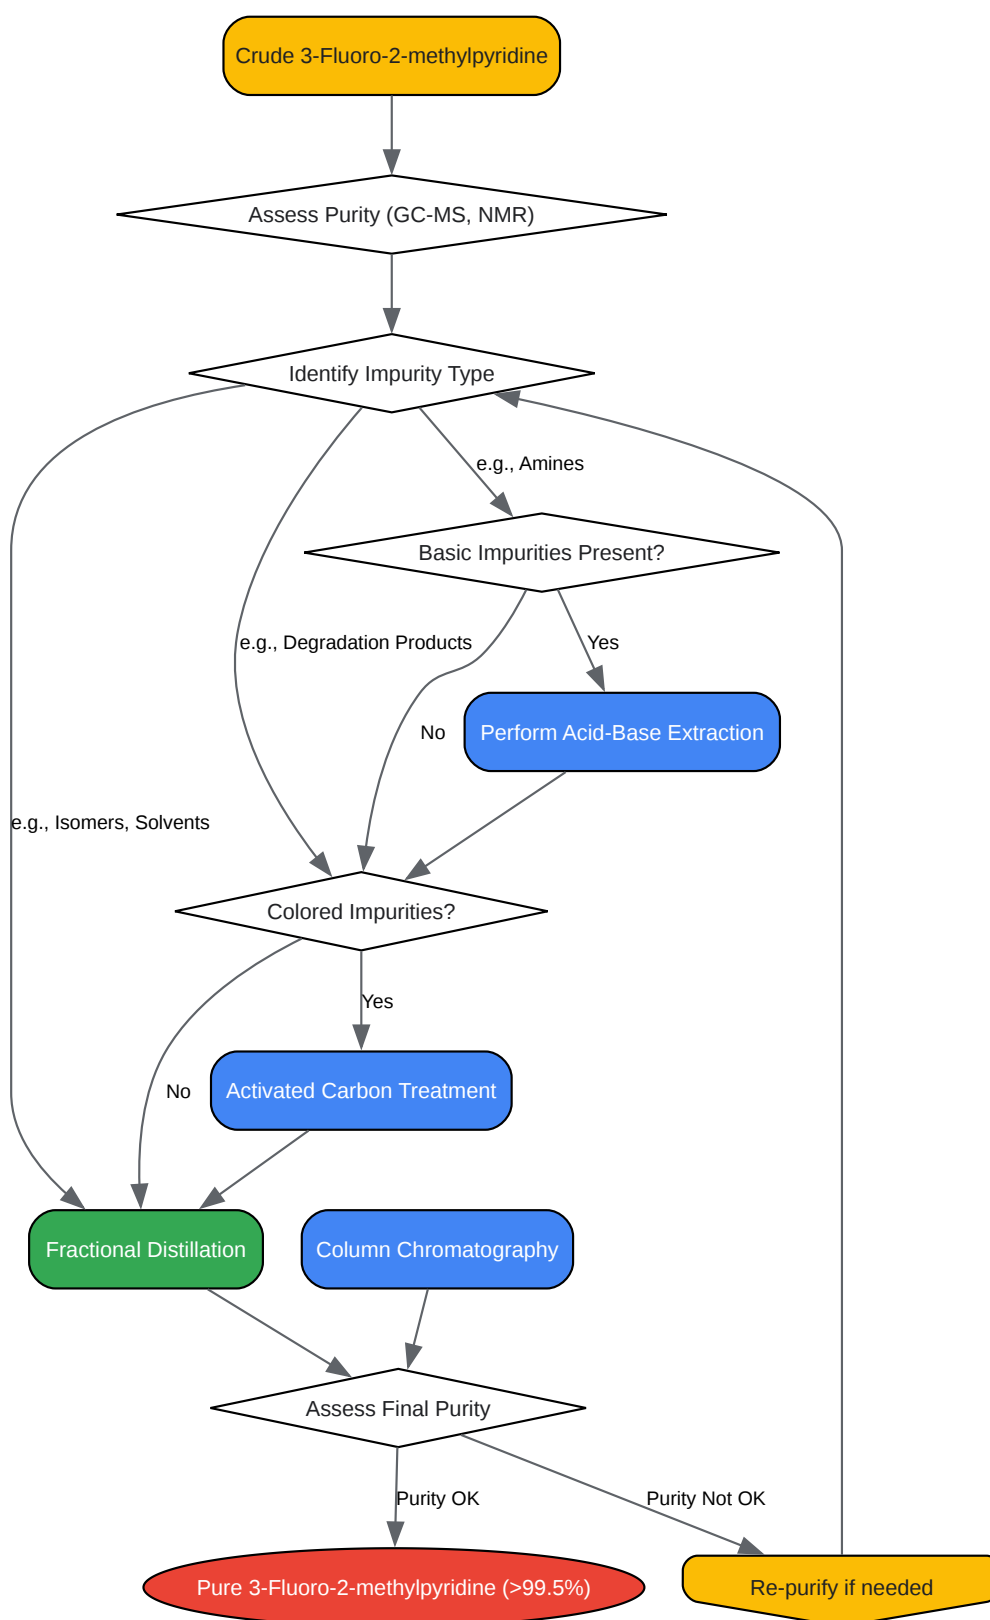 Crude 3-Fluoro-2-methylpyridine
Assess Purity (GC-MS, NMR)
Identify Impurity Type
e.g., Amines
Basic Impurities Present?
e.g., Degradation Products
Yes
No
Perform Acid-Base Extraction
e.g., Isomers, Solvents
Colored Impurities?
Yes
No
Activated Carbon Treatment
Fractional Distillation
Column Chromatography
Assess Final Purity
Purity OK
Purity Not OK
Pure 3-Fluoro-2-methylpyridine (>99.5%)
Re-purify if needed